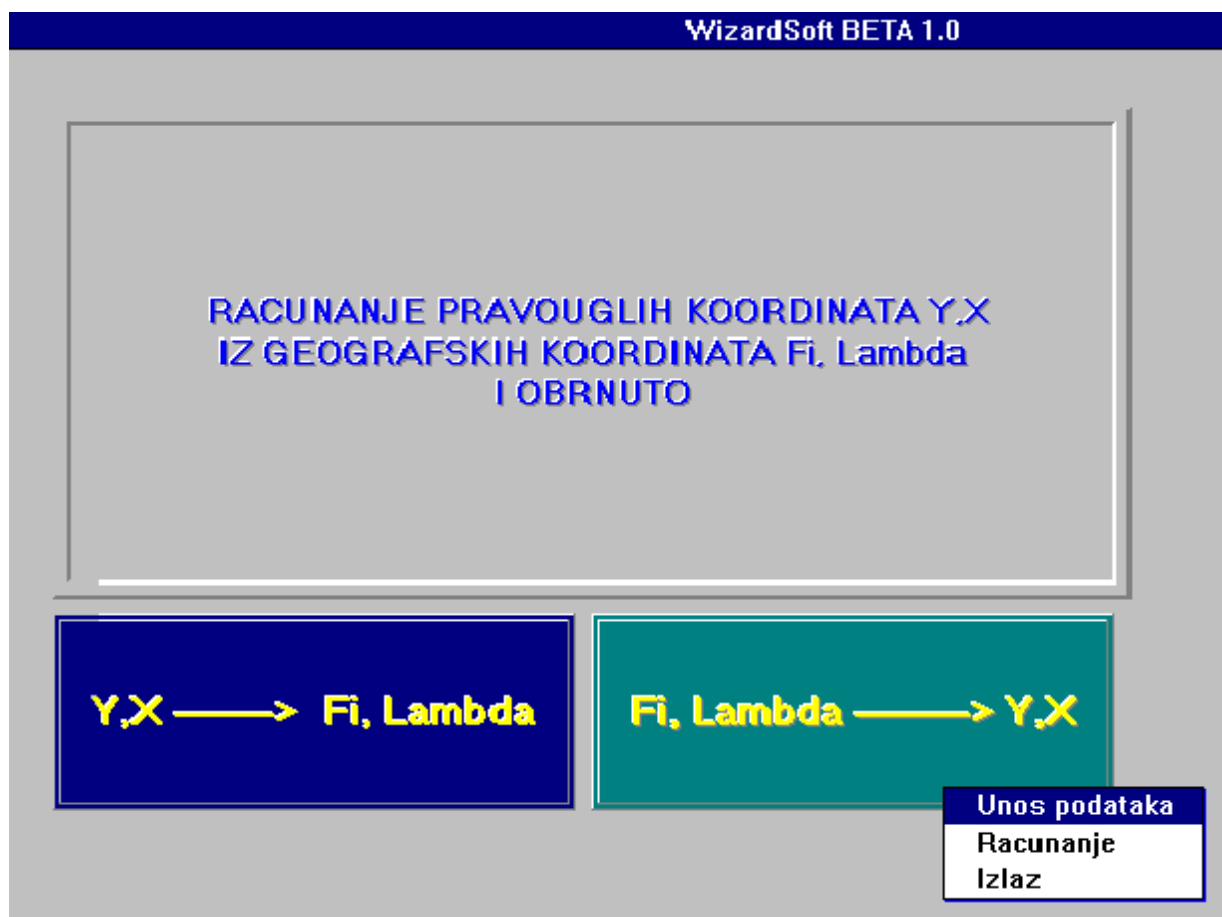 WizardSoft BETA 1.0
RACUNANJE PRAVOUGLIH KOORDINATA Y,X
IZ GEOGRAFSKIH KOORDINATA Fi, Lambda
I OBRNUTO
Y,X ——> Fi, Lambda
Fi, Lambda ——> Y,X
Unos podataka
Racunanje
Izlaz